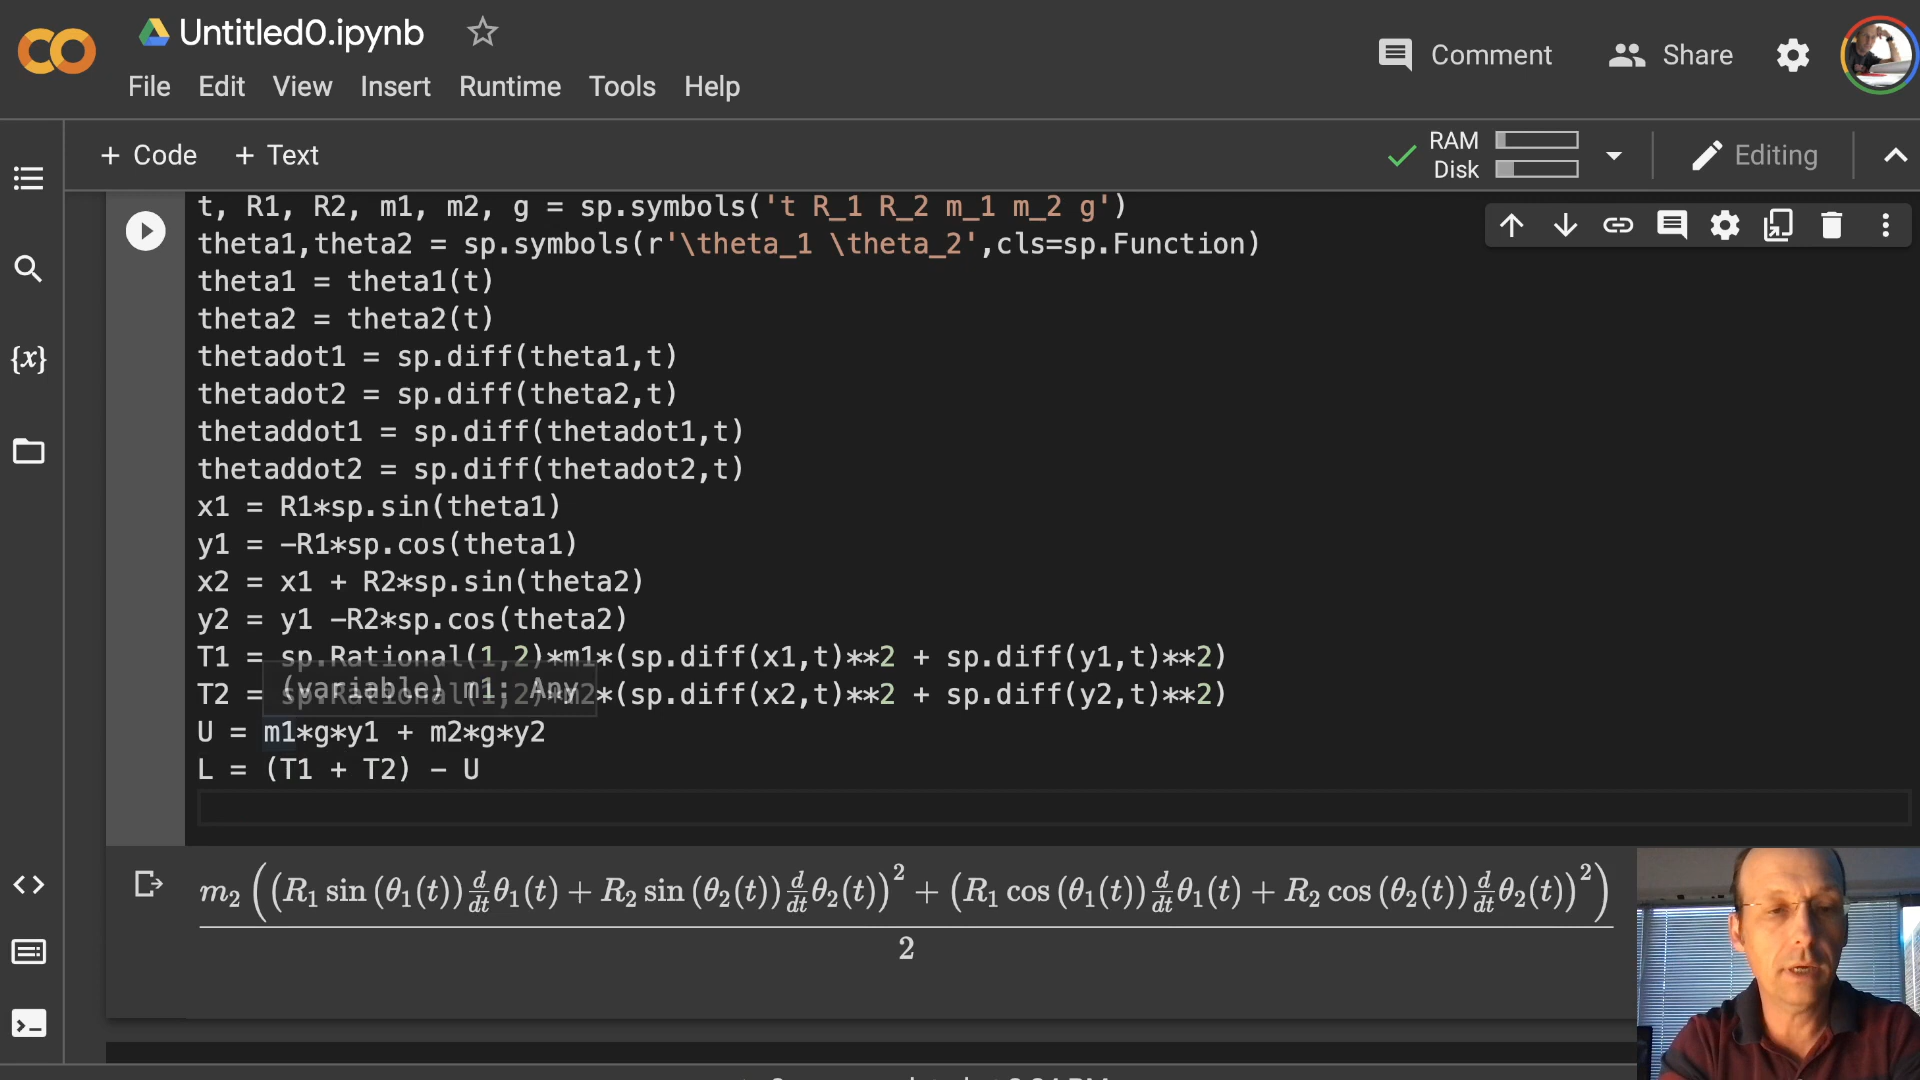 Untitled0.ipynb
File Edit View Insert Runtime Tools Help
Comment Share
+ Code + Text
RAM
Disk
Editing
t, R1, R2, m1, m2, g = sp.symbols('t R_1 R_2 m_1 m_2 g')
theta1,theta2 = sp.symbols(r'\theta_1 \theta_2',cls=sp.Function)
theta1 = theta1(t)
theta2 = theta2(t)
thetadot1 = sp.diff(theta1,t)
thetadot2 = sp.diff(theta2,t)
thetaddot1 = sp.diff(thetadot1,t)
thetaddot2 = sp.diff(thetadot2,t)
x1 = R1*sp.sin(theta1)
y1 = -R1*sp.cos(theta1)
x2 = x1 + R2*sp.sin(theta2)
y2 = y1 -R2*sp.cos(theta2)
T1 = sp.Rational(1,2)*m1*(sp.diff(x1,t)**2 + sp.diff(y1,t)**2)
(variable) m1: Any
T2 = sp.Rational(1,2)*m2*(sp.diff(x2,t)**2 + sp.diff(y2,t)**2)
U = m1*g*y1 + m2*g*y2
L = (T1 + T2) - U
m₂ ((R₁ sin (θ₁(t)) d/dt θ₁(t) + R₂ sin (θ₂(t)) d/dt θ₂(t))² + (R₁ cos (θ₁(t)) d/dt θ₁(t) + R₂ cos (θ₂(t)) d/dt θ₂(t))²)
2